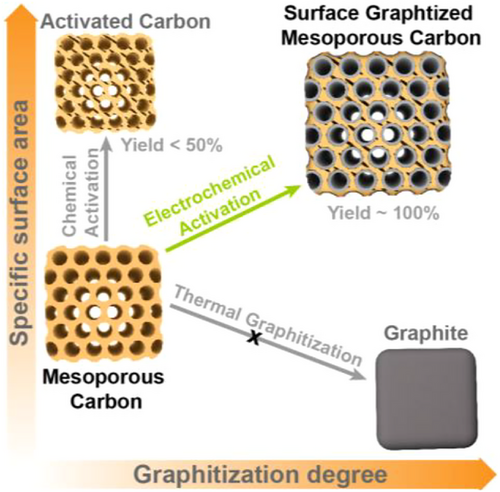 Activated Carbon
Surface Graphtized
Mesoporous Carbon
Yield < 50%
Chemical
Activation
Electrochemical
Activation
Yield ~ 100%
Specific surface area
Thermal Graphitization
x
Graphite
Mesoporous
Carbon
Graphitization degree